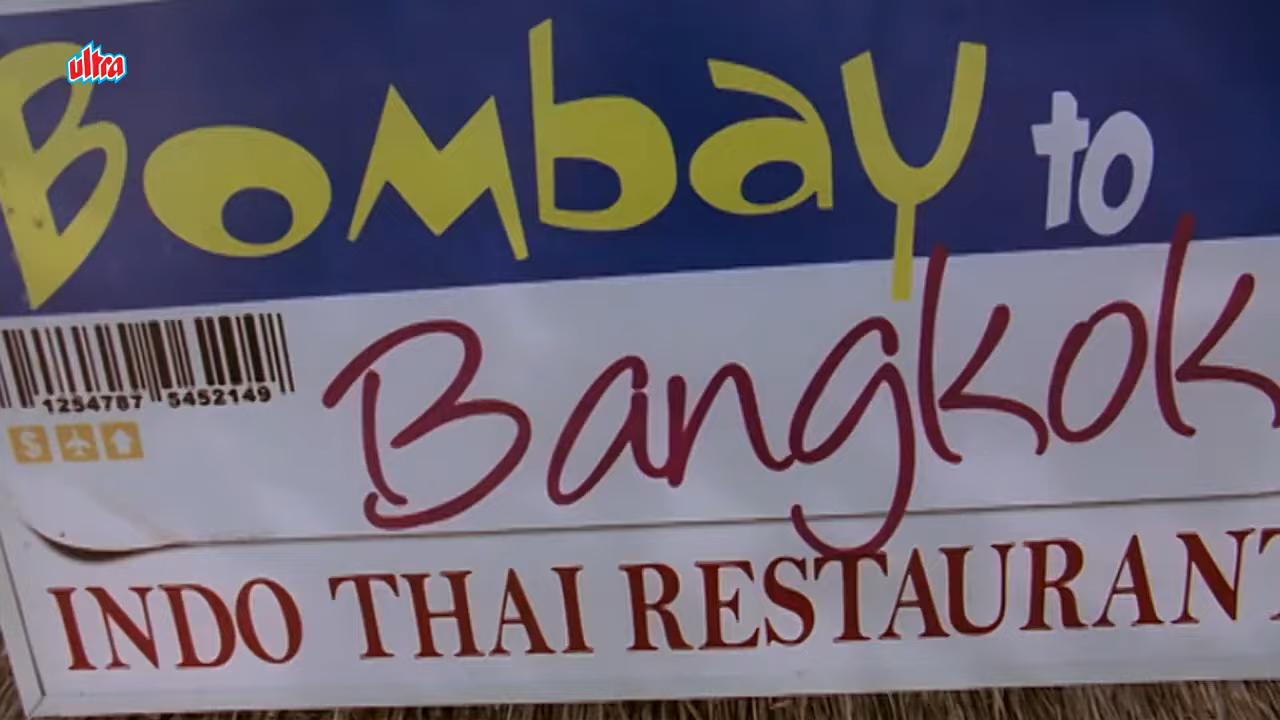 ultra
Bombay to
1254787 5452149
$
Bangkok
INDO THAI RESTAURANT